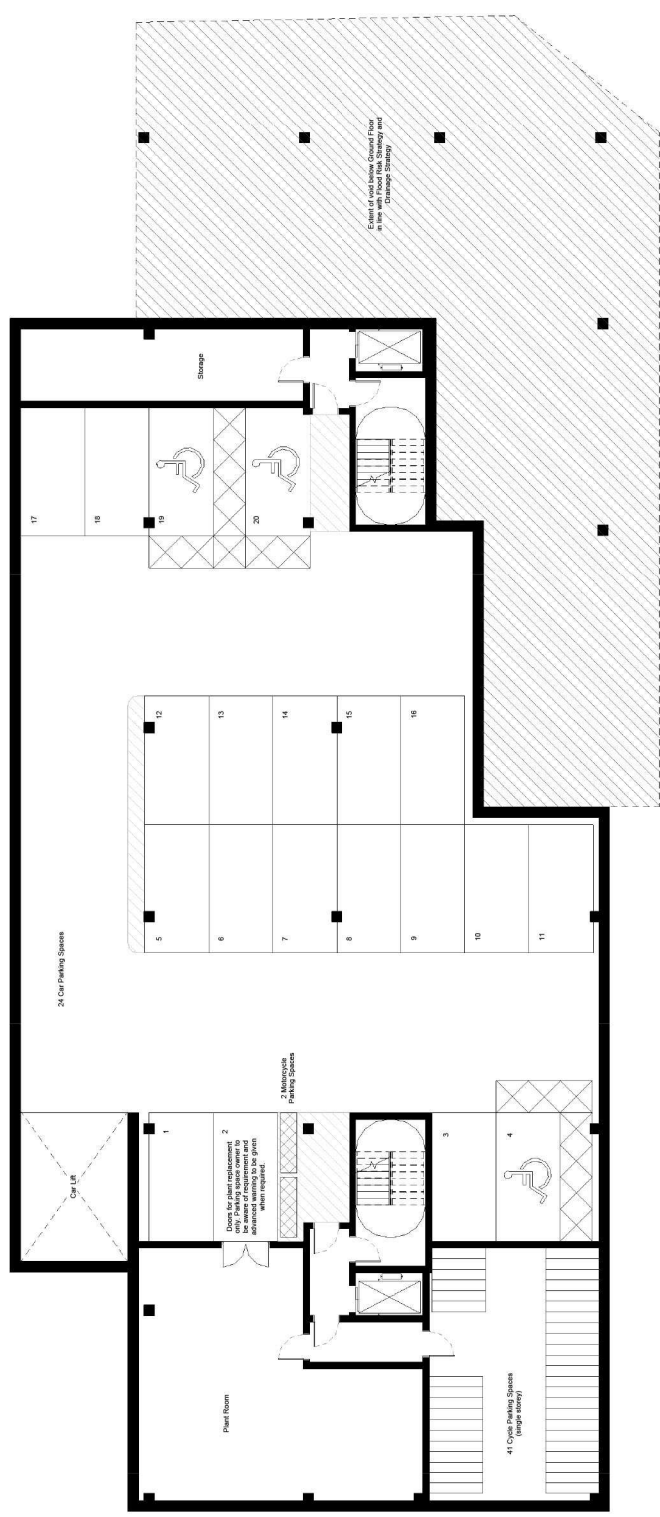 Extent of void below Ground Floor
in line with Flood Risk Strategy and
Drainage Strategy
Storage
17
18
19
20
12
13
14
15
16
5
6
7
8
9
10
11
24 Car Parking Spaces
2 Motorcycle
Parking Spaces
Car Lift
1
2
Doors for plant replacement
only. Parking space owner to
be aware of requirement and
advanced warning to be given
when required.
3
4
Plant Room
41 Cycle Parking Spaces
(single storey)